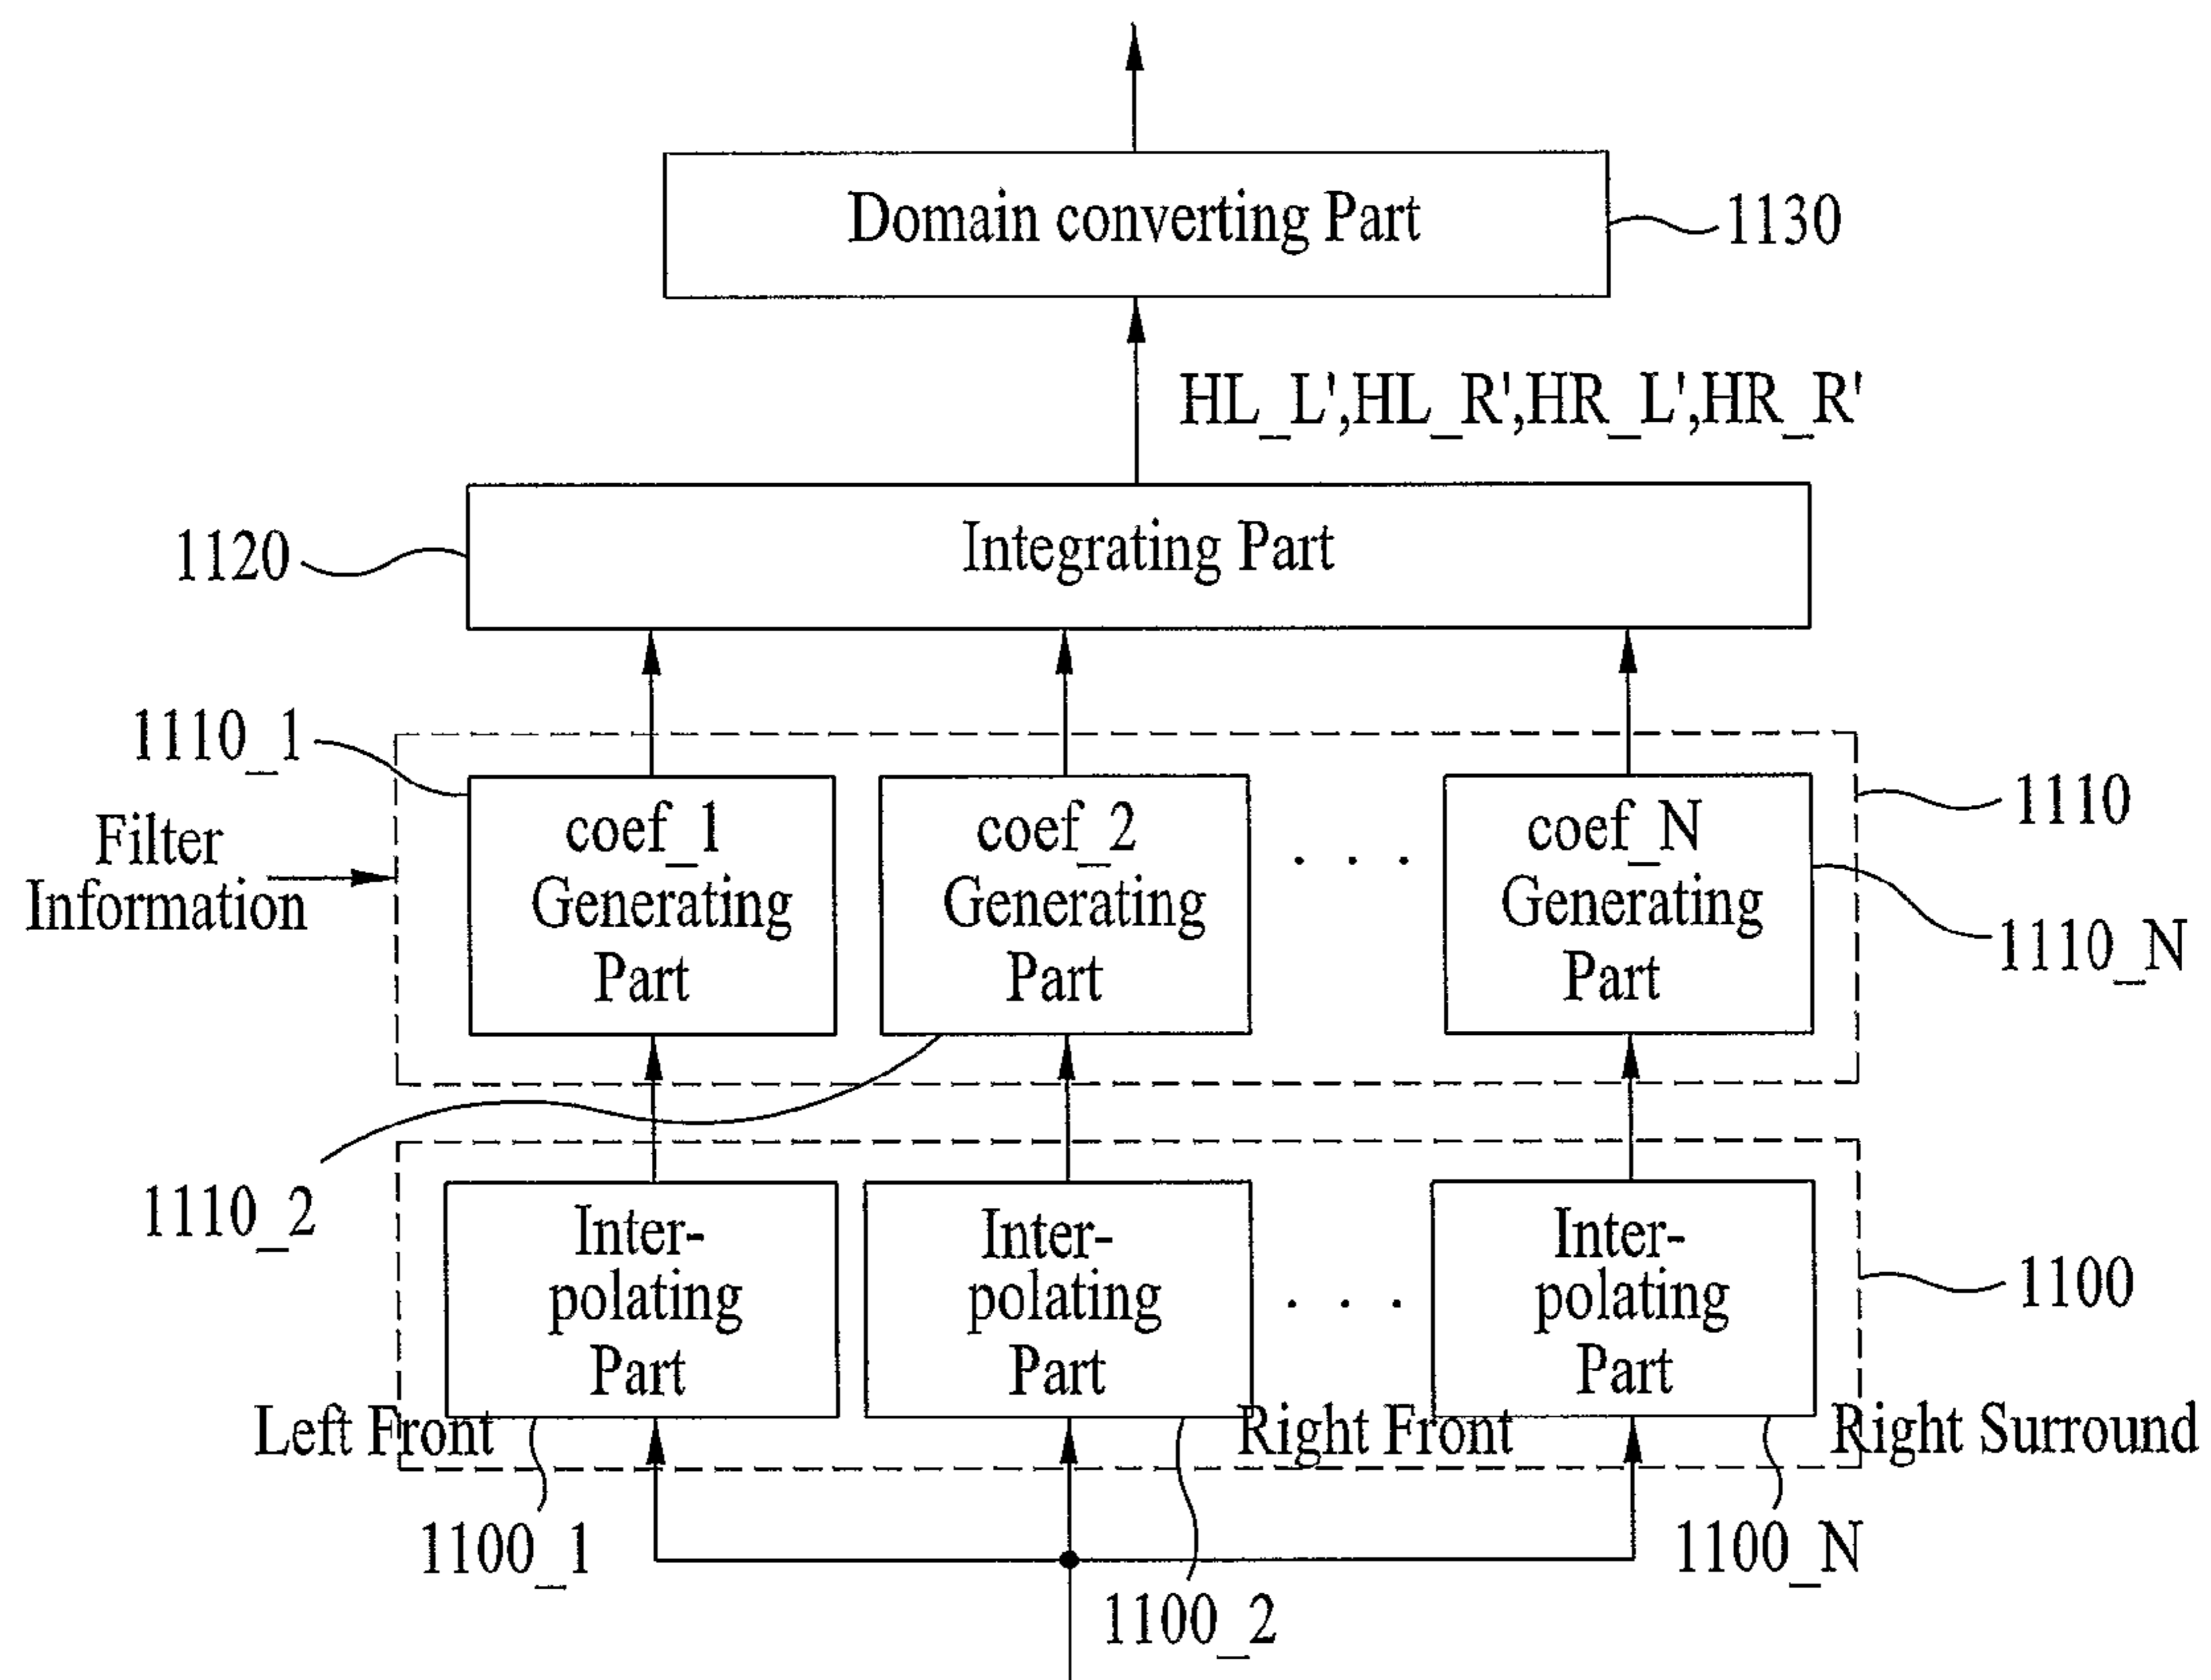 Domain converting Part
1130
HL_L',HL_R',HR_L',HR_R'
1120
Integrating Part
1110_1
1110
Filter
Information
coef_1
Generating
Part
coef_2
Generating
Part
. . .
coef_N
Generating
Part
1110_N
1110_2
Inter-
polating
Part
Inter-
polating
Part
. . .
Inter-
polating
Part
1100
Left Front
Right Front
Right Surround
1100_1
1100_2
1100_N